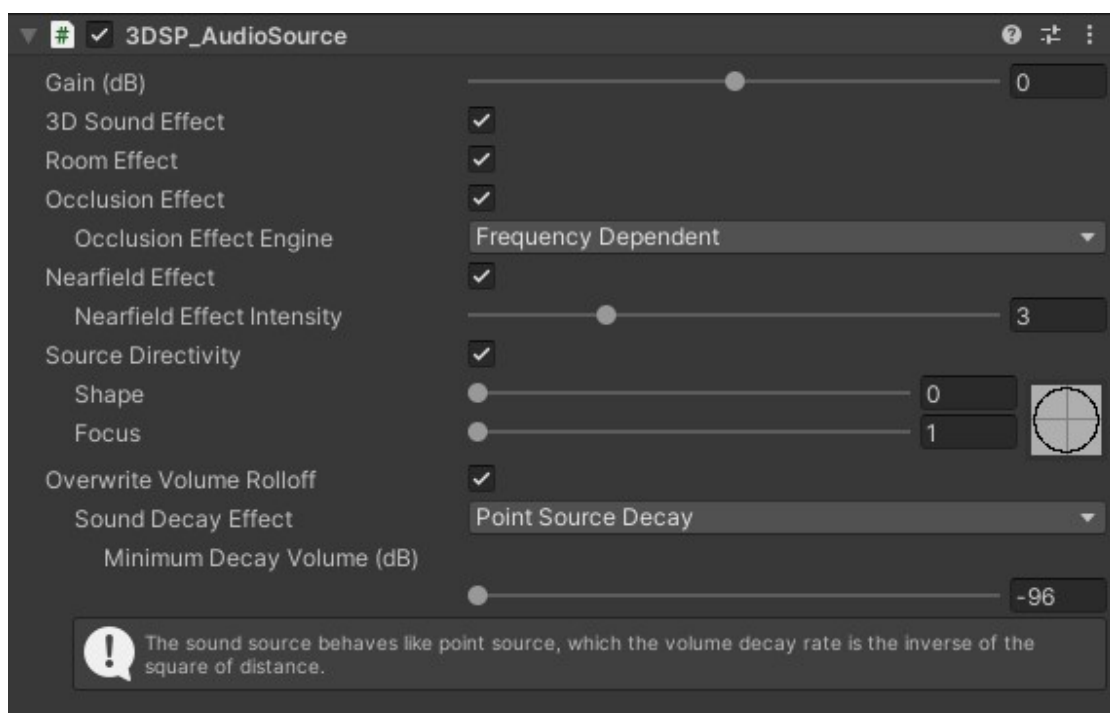 # 3DSP_AudioSource
Gain (dB) 0
3D Sound Effect
Room Effect
Occlusion Effect
Occlusion Effect Engine Frequency Dependent
Nearfield Effect
Nearfield Effect Intensity 3
Source Directivity
Shape 0
Focus 1
Overwrite Volume Rolloff
Sound Decay Effect Point Source Decay
Minimum Decay Volume (dB)
-96
The sound source behaves like point source, which the volume decay rate is the inverse of the
square of distance.